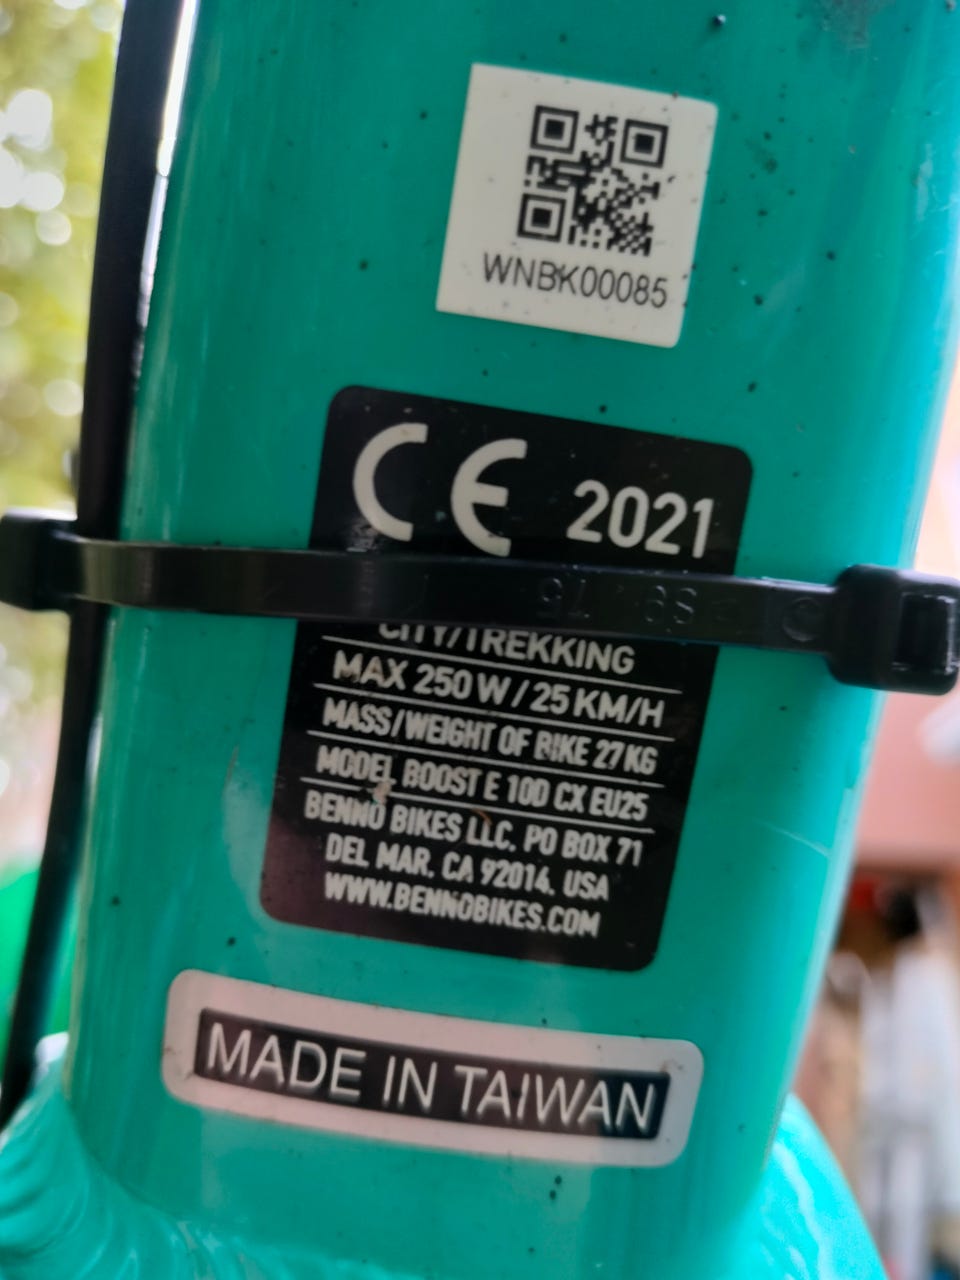 WNBK00085
CE 2021
CITY/TREKKING
MAX 250 W / 25 KM/H
MASS/WEIGHT OF BIKE 27 KG
MODEL BOOST E 10D CX EU25
BENNO BIKES LLC. PO BOX 71
DEL MAR. CA 92014. USA
WWW.BENNOBIKES.COM
MADE IN TAIWAN